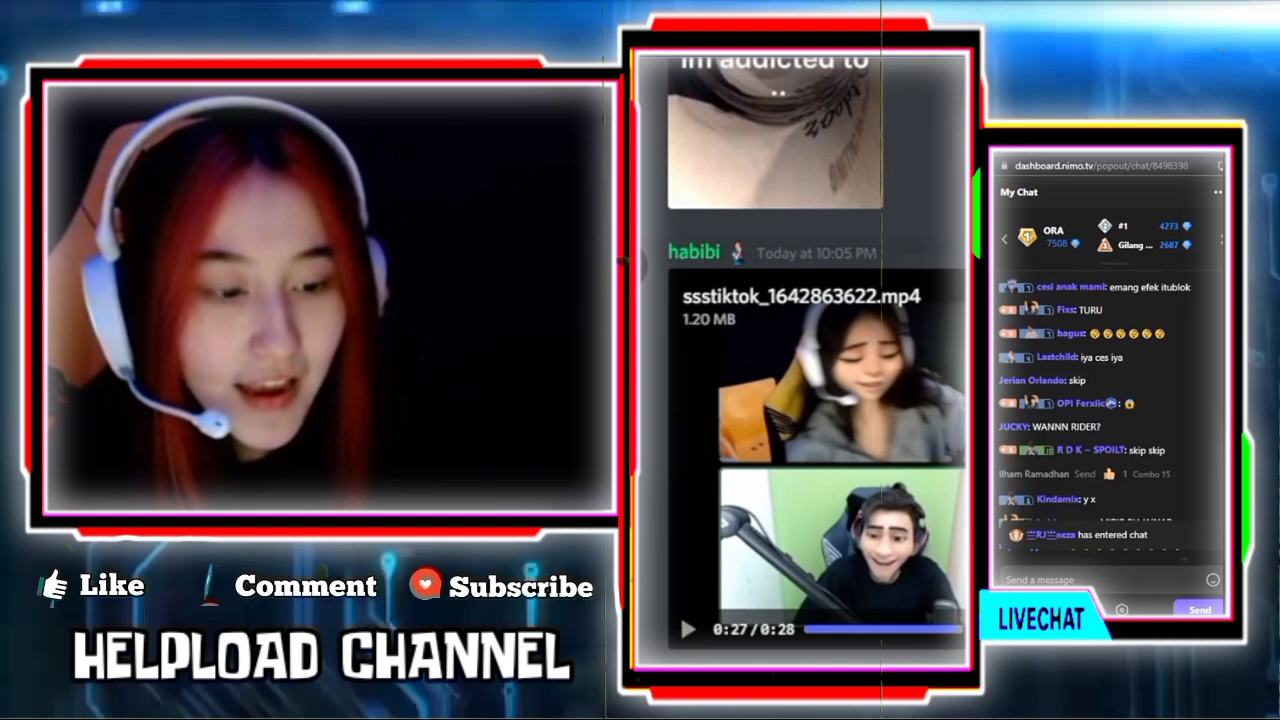 im addicted to
habibi Today at 10:05 PM
ssstiktok_1642863622.mp4
1.20 MB
0:27 / 0:28
dashboard.nimo.tv/popout/chat/8498398
My Chat
ORA
7508
#1 4273
Gilang ... 2687
cesi anak mami: emang efek itublok
Fixs: TURU
bagus:
Lastchild: iya ces iya
Jerian Orlando: skip
OPI Ferxiic:
JUCKY: WANNN RIDER?
R D K – SPOILT: skip skip
Ilham Ramadhan Send 1 Combo 15
Kindamix: y x
has entered chat
Send a message
Send
LIVECHAT
Like
Comment
Subscribe
HELPLOAD CHANNEL